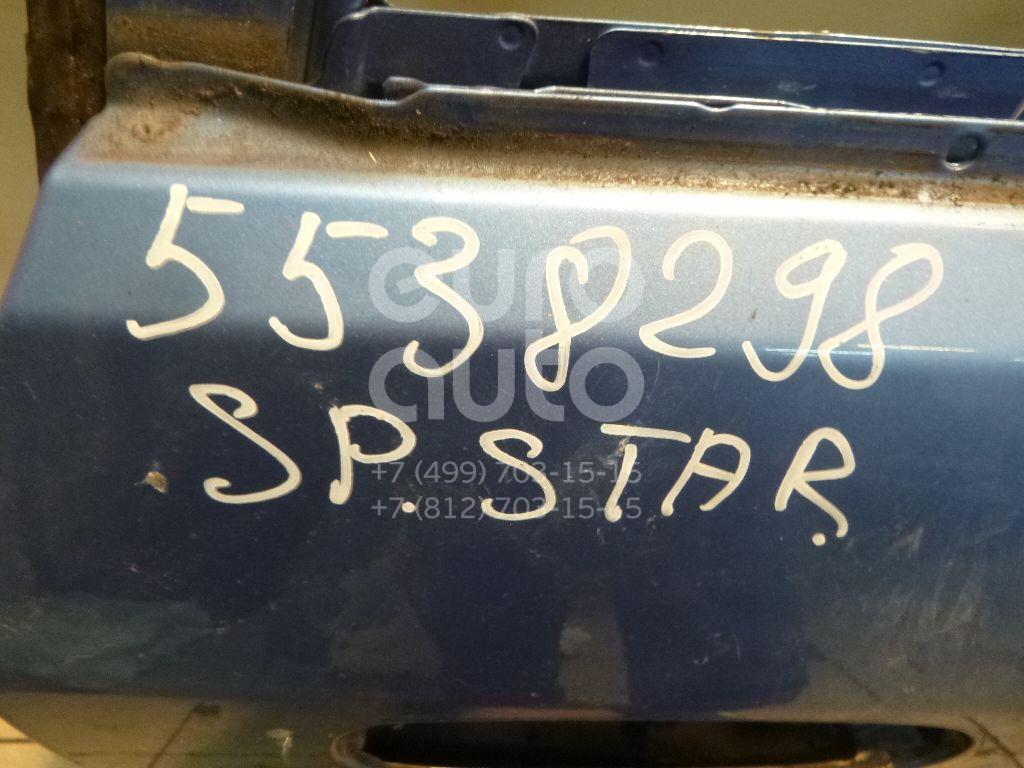 5538298
euro
auto
SP. STAR.
+7 (499) 703-15-15
+7 (812) 703-15-15